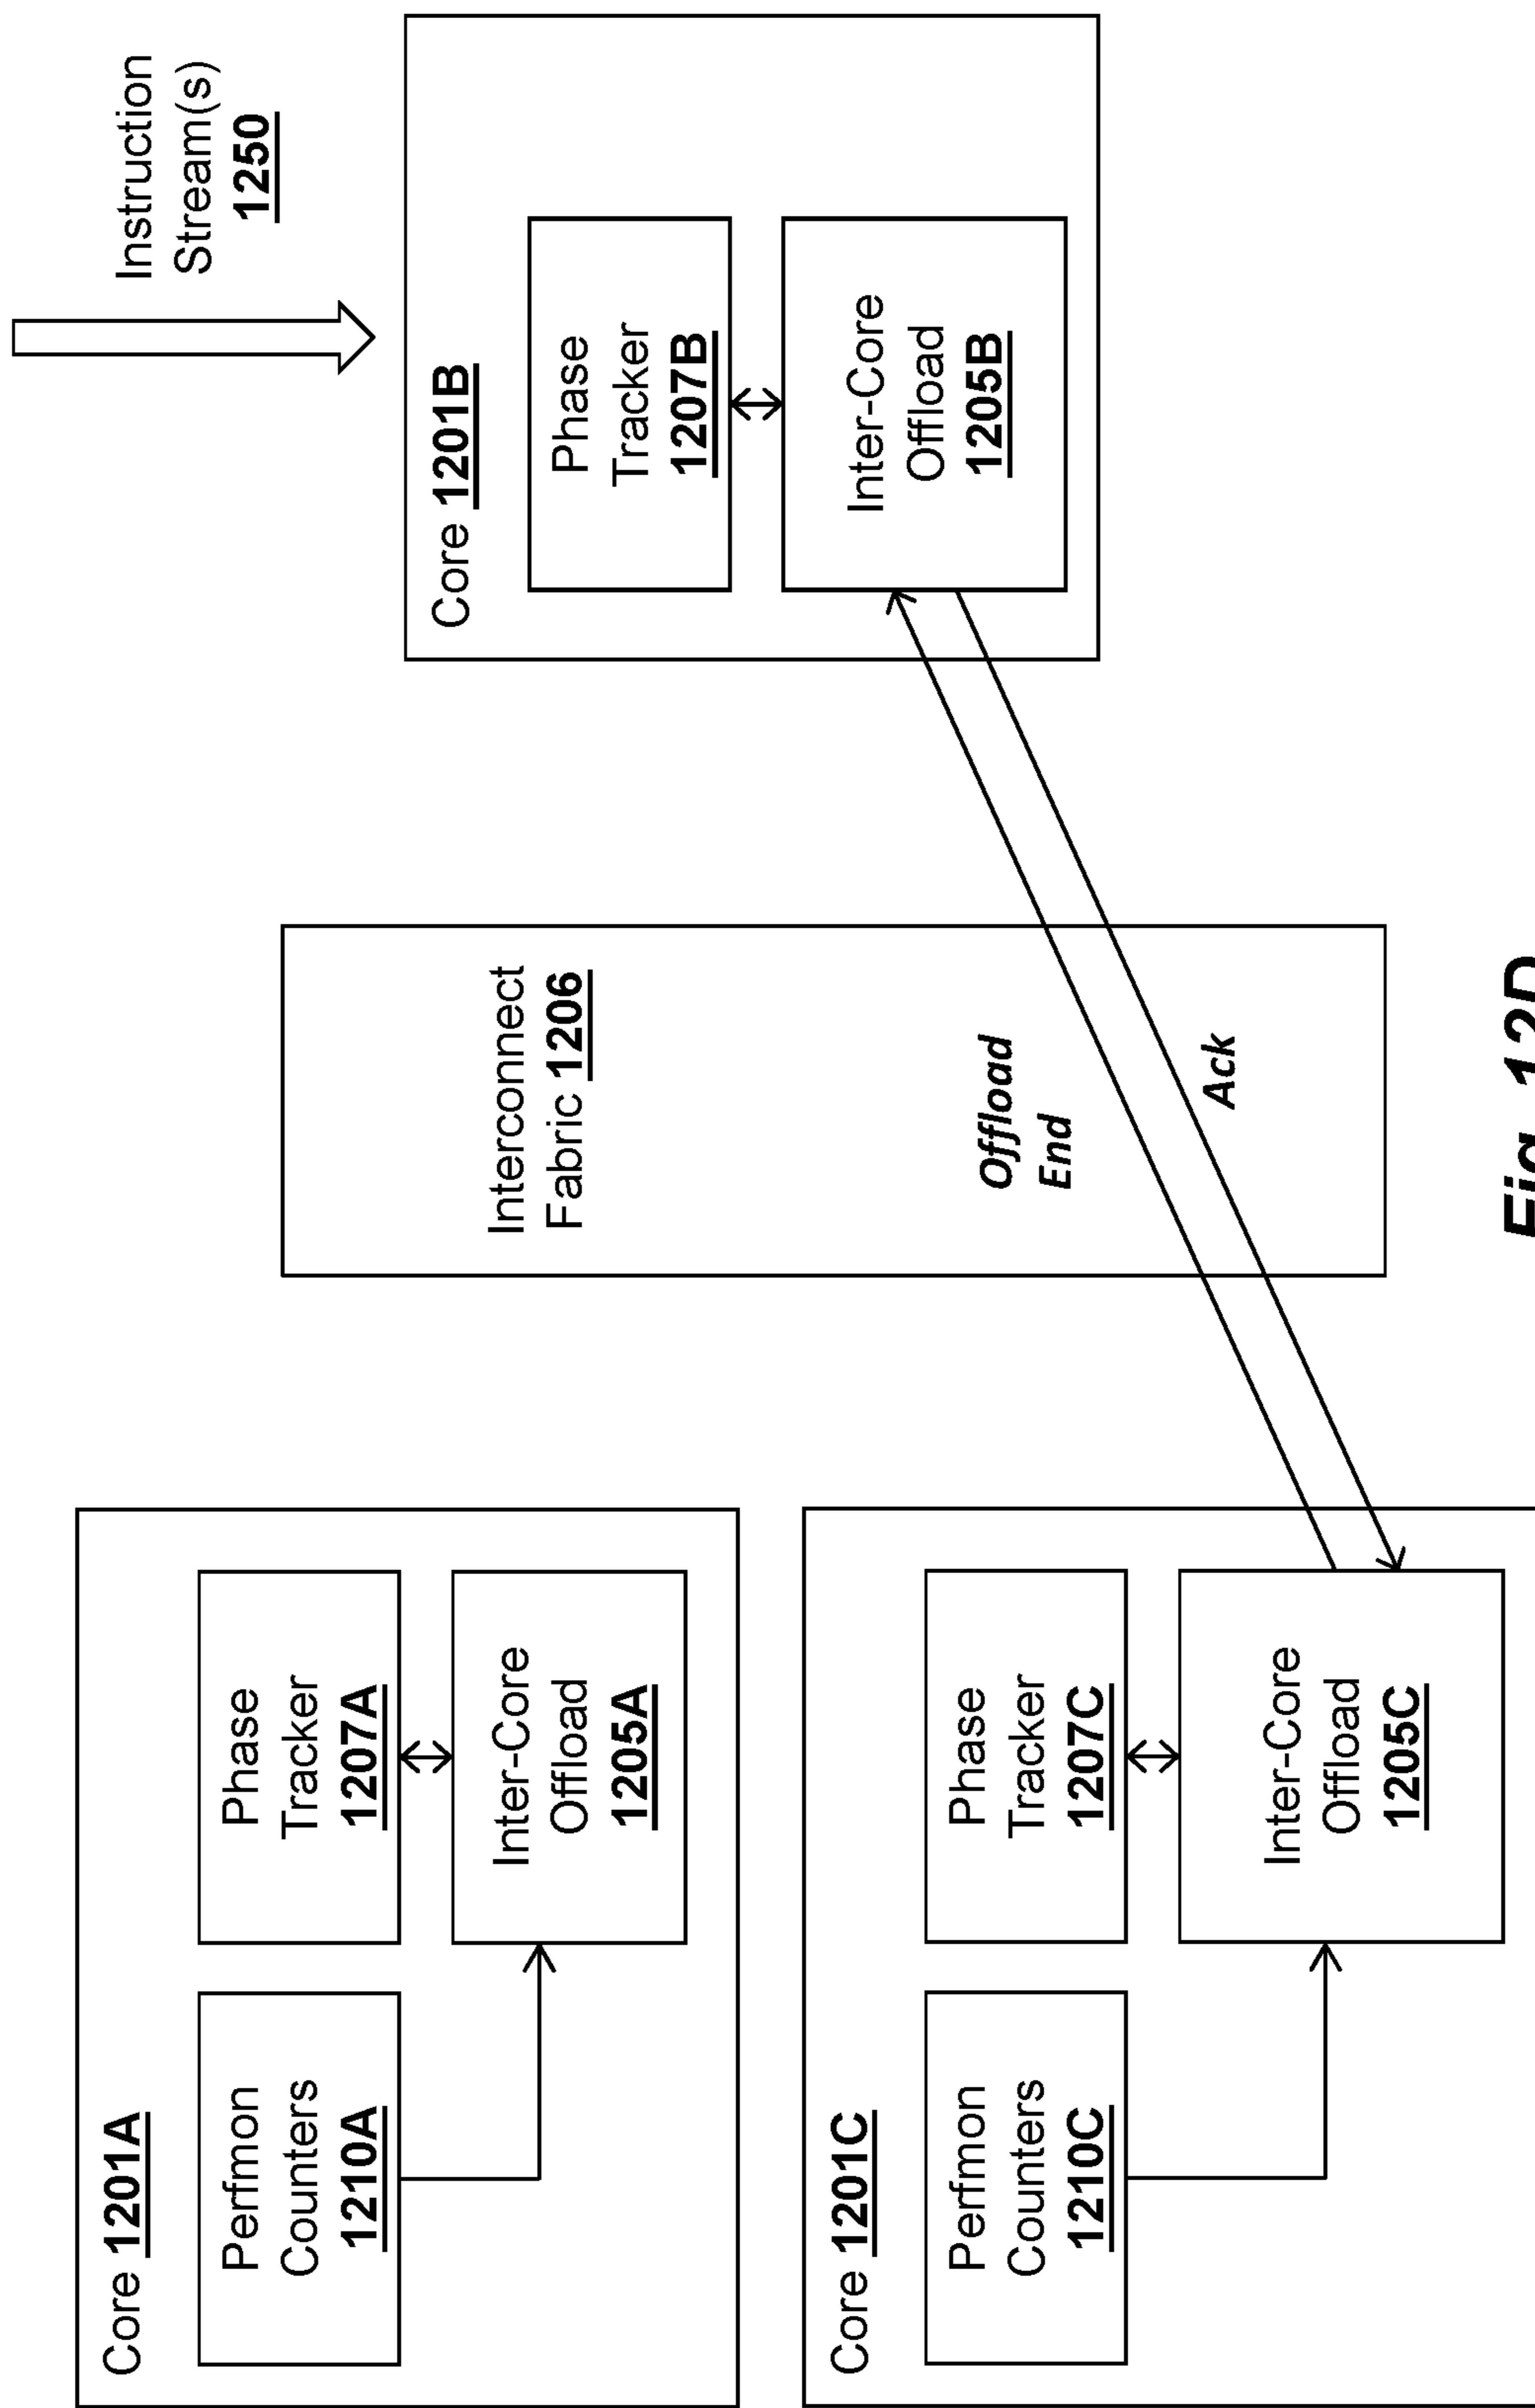 Core 1201A
Perfmon
Counters
1210A
Phase
Tracker
1207A
Inter-Core
Offload
1205A
Core 1201C
Perfmon
Counters
1210C
Phase
Tracker
1207C
Inter-Core
Offload
1205C
Interconnect
Fabric 1206
Offload
End
Ack
Instruction
Stream(s)
1250
Core 1201B
Phase
Tracker
1207B
Inter-Core
Offload
1205B
Fig. 12D